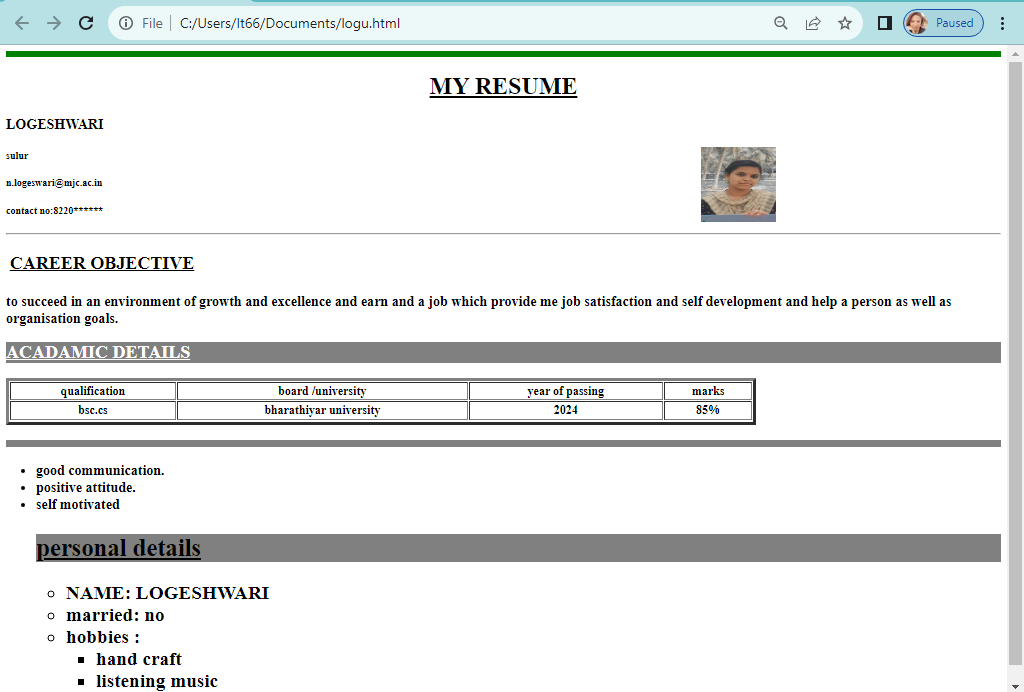 File C:/Users/lt66/Documents/logu.html Paused
MY RESUME
LOGESHWARI
sulur
n.logeswari@mjc.ac.in
contact no:8220******
CAREER OBJECTIVE
to succeed in an environment of growth and excellence and earn and a job which provide me job satisfaction and self development and help a person as well as
organisation goals.
ACADAMIC DETAILS
qualification board /university year of passing marks
bsc.cs bharathiyar university 2024 85%
good communication.
positive attitude.
self motivated
personal details
NAME: LOGESHWARI
married: no
hobbies :
hand craft
listening music